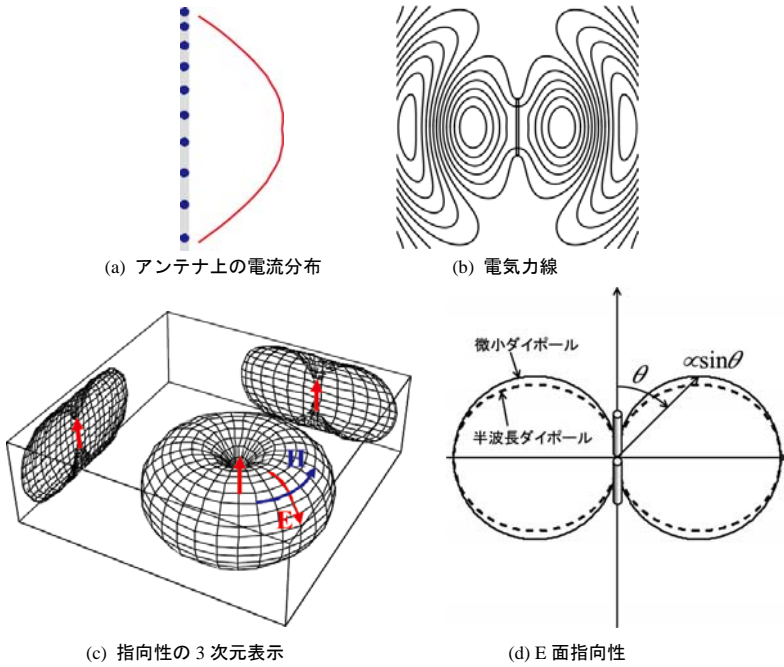 (a) アンテナ上の電流分布
(b) 電気力線
H
E
(c) 指向性の 3 次元表示
微小ダイポール
半波長ダイポール
θ
∝sinθ
(d) E 面指向性